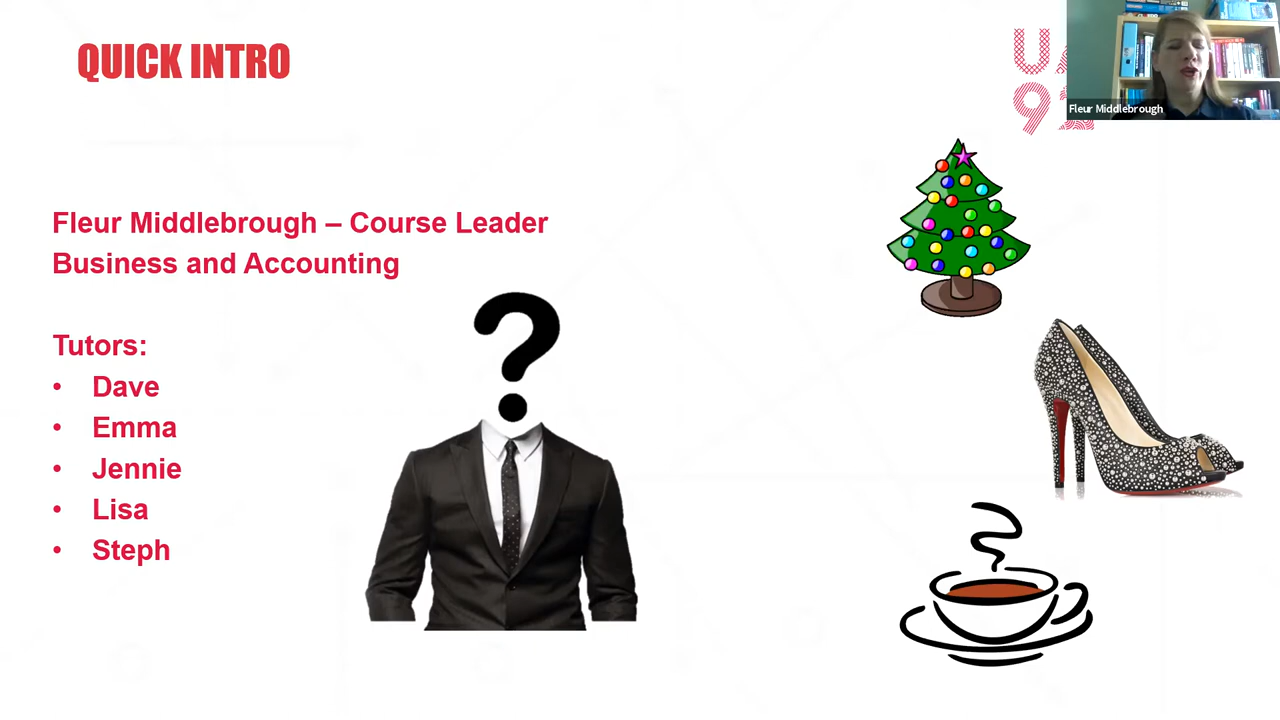 QUICK INTRO
Fleur Middlebrough
Fleur Middlebrough – Course Leader
Business and Accounting
Tutors:
• Dave
• Emma
• Jennie
• Lisa
• Steph